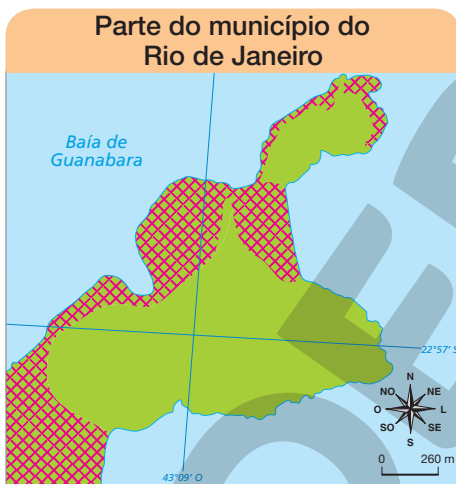 Parte do município do
Rio de Janeiro
Baía de
Guanabara
22°57' S
N
NO
NE
O
L
SO
SE
S
0 260 m
43°09' O